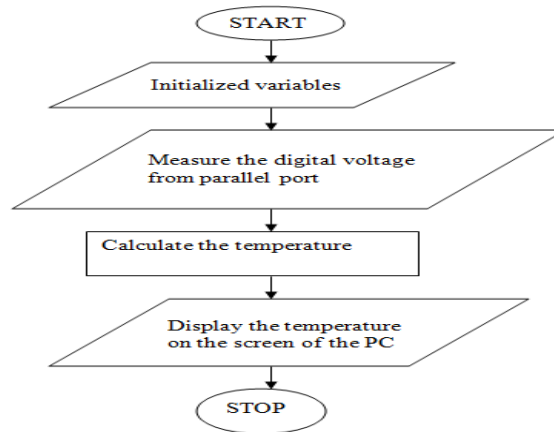 START
Initialized variables
Measure the digital voltage
from parallel port
Calculate the temperature
Display the temperature
on the screen of the PC
STOP